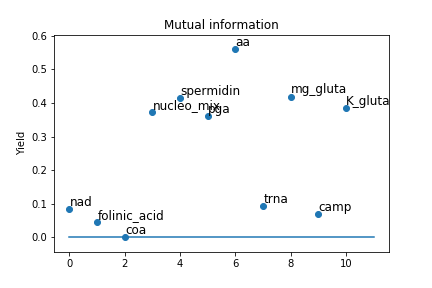 Mutual information
0.6
aa
0.5
spermidin
mg_gluta
0.4
nucleo_mix
pga
K_gluta
Yield
0.3
0.2
nad
trna
0.1
folinic_acid
camp
coa
0.0
0 2 4 6 8 10